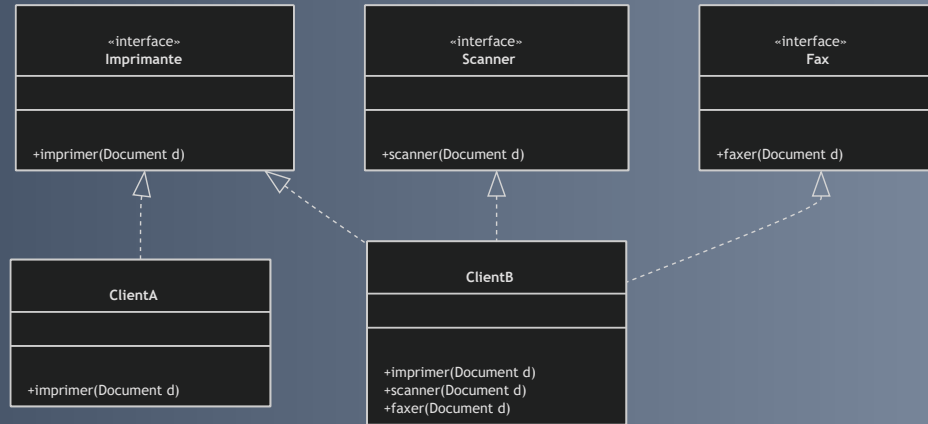 «interface»
Imprimante
+imprimer(Document d)
«interface»
Scanner
+scanner(Document d)
«interface»
Fax
+faxer(Document d)
ClientA
+imprimer(Document d)
ClientB
+imprimer(Document d)
+scanner(Document d)
+faxer(Document d)